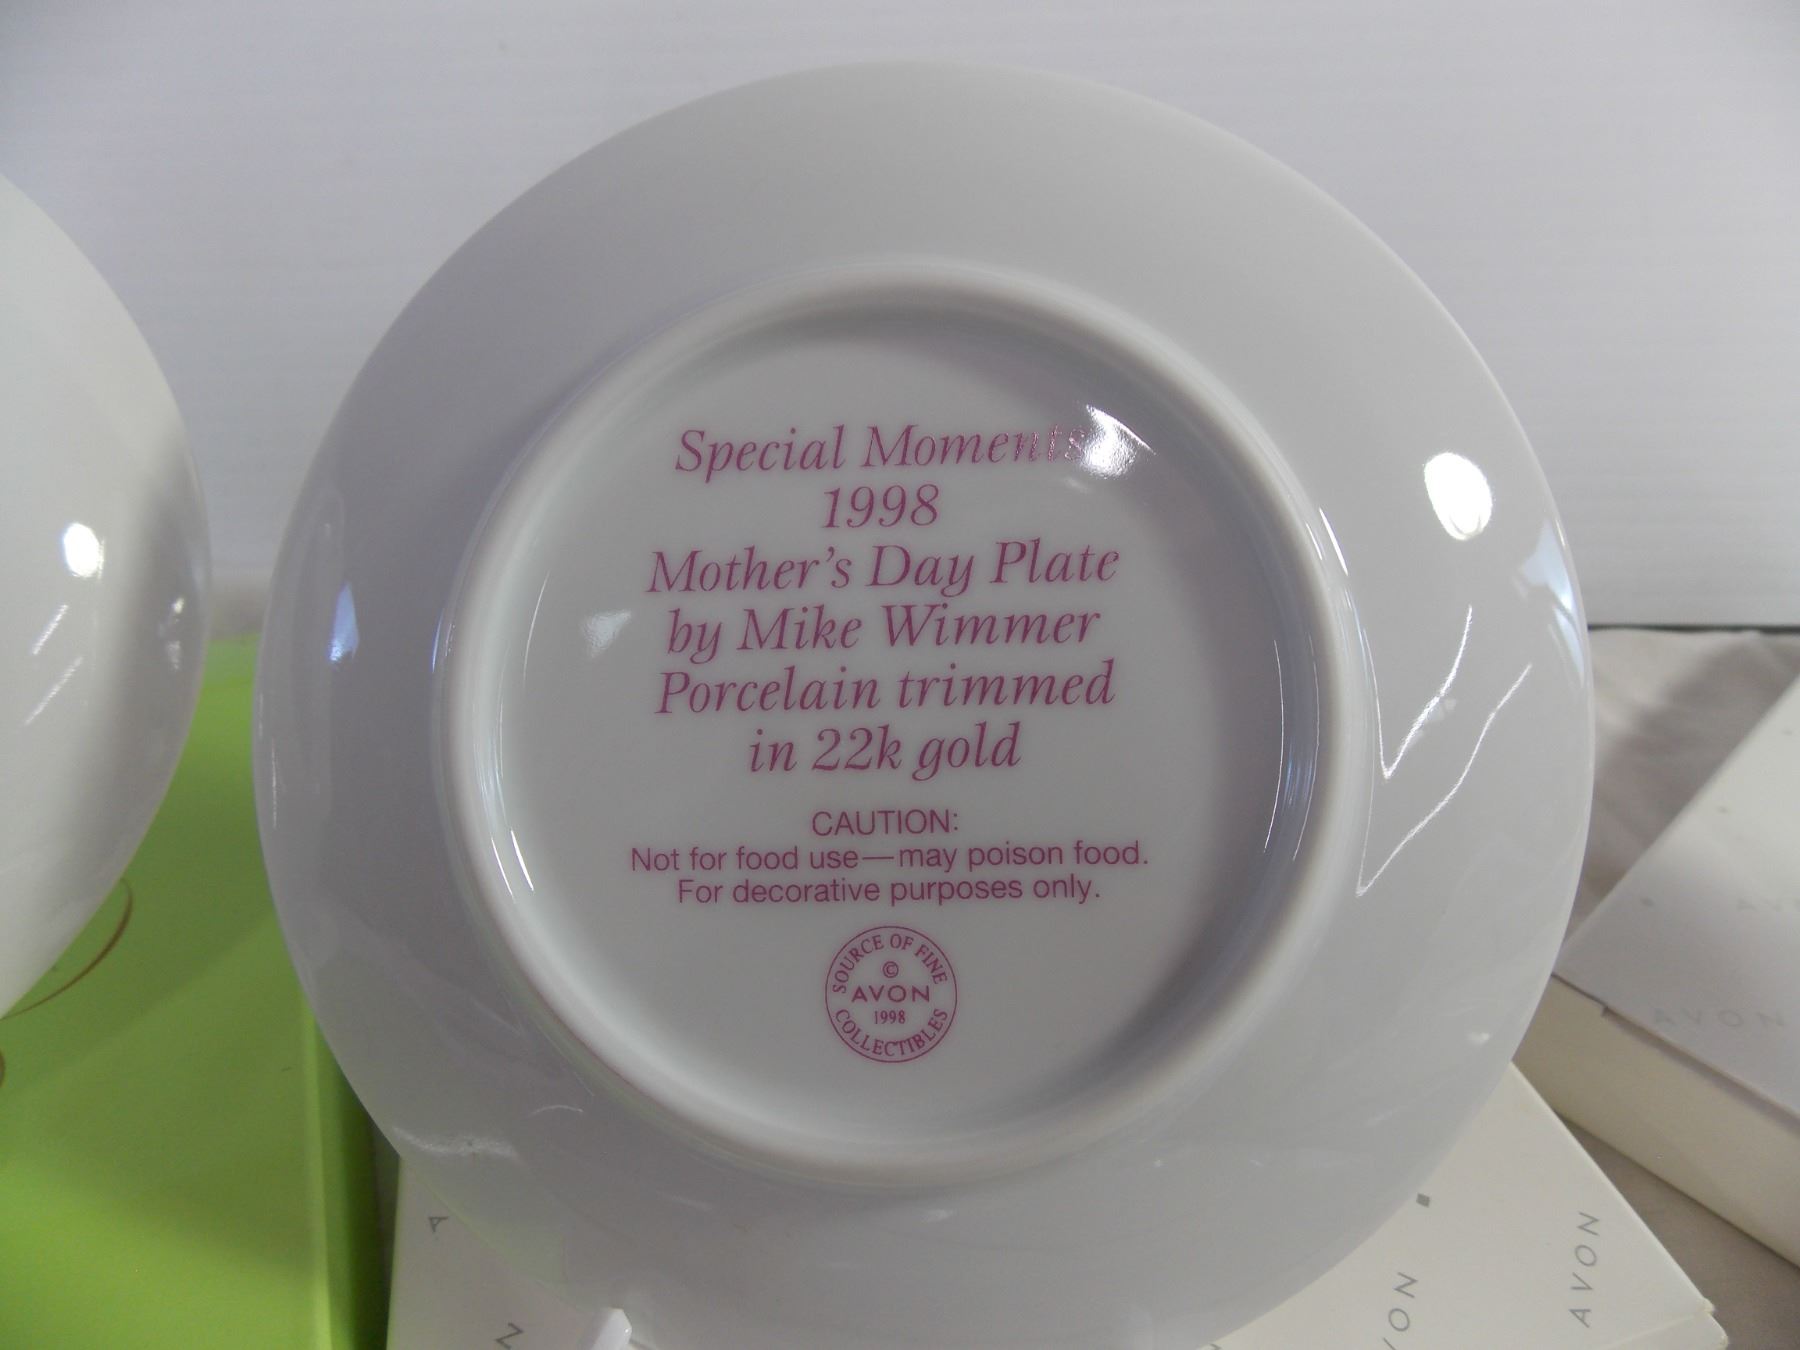 Special Moments
1998
Mother's Day Plate
by Mike Wimmer
Porcelain trimmed
in 22k gold
CAUTION:
Not for food use—may poison food.
For decorative purposes only.
SOURCE OF FINE
©
AVON
1998
COLLECTIBLES
AVON
AVON